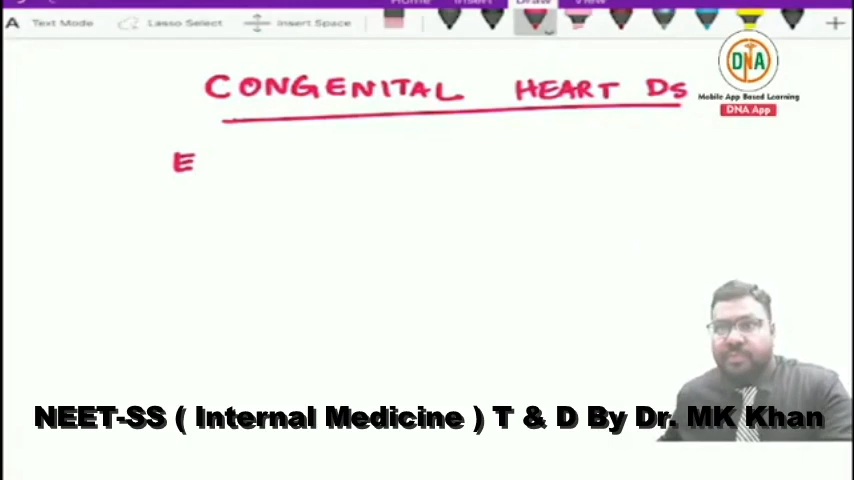 Home Insert Draw View
A Text Mode Lasso Select Insert Space
CONGENITAL HEART DS
DNA
Mobile App Based Learning
DNA App
E
NEET-SS ( Internal Medicine ) T & D By Dr. MK Khan